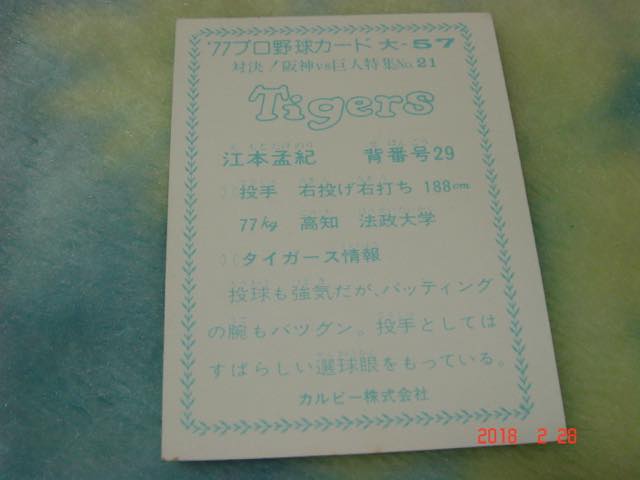 '77プロ野球カード 大-57
対決!阪神vs巨人特集No.21
Tigers
江本孟紀 背番号29
投手 右投げ右打ち 188cm
77kg 高知 法政大学
タイガース情報
投球も強気だが、バッティング
の腕もバツグン。投手としては
すばらしい選球眼をもっている。
カルビー株式会社
2018 2 28